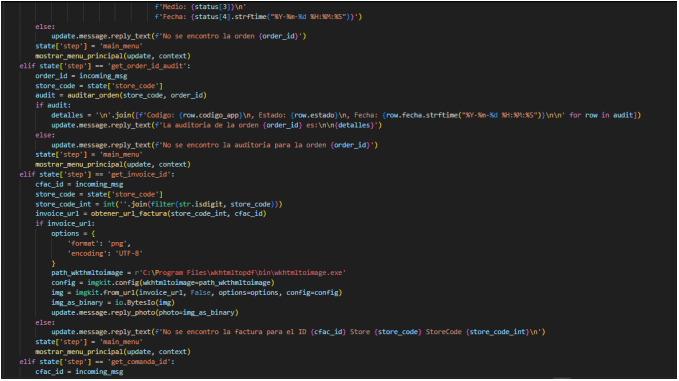 f'Medio: {status[3]}\n'
f'Fecha: {status[4].strftime("%Y-%m-%d %H:%M:%S")}')
else:
update.message.reply_text(f'No se encontro la orden {order_id}')
state['step'] = 'main_menu'
mostrar_menu_principal(update, context)
elif state['step'] == 'get_order_id_audit':
order_id = incoming_msg
store_code = state['store_code']
audit = auditar_orden(store_code, order_id)
if audit:
detalles = '\n'.join([f'Codigo: {row.codigo_app}\n, Estado: {row.estado}\n, Fecha: {row.fecha.strftime("%Y-%m-%d %H:%M:%S")}\n\n' for row in audit])
update.message.reply_text(f'La auditoria de la orden {order_id} es:\n\n{detalles}')
else:
update.message.reply_text(f'No se encontro la auditoria para la orden {order_id}')
state['step'] = 'main_menu'
mostrar_menu_principal(update, context)
elif state['step'] == 'get_invoice_id':
cfac_id = incoming_msg
store_code = state['store_code']
store_code_int = int(''.join(filter(str.isdigit, store_code)))
invoice_url = obtener_url_factura(store_code_int, cfac_id)
if invoice_url:
options = {
'format': 'png',
'encoding': 'UTF-8'
}
path_wkthmltoimage = r'C:\Program Files\wkhtmltopdf\bin\wkhtmltoimage.exe'
config = imgkit.config(wkhtmltoimage=path_wkthmltoimage)
img = imgkit.from_url(invoice_url, False, options=options, config=config)
img_as_binary = io.BytesIo(img)
update.message.reply_photo(photo=img_as_binary)
else:
update.message.reply_text(f'No se encontro la factura para el ID {cfac_id} Store {store_code} StoreCode {store_code_int}\n')
state['step'] = 'main_menu'
mostrar_menu_principal(update, context)
elif state['step'] == 'get_comanda_id':
cfac_id = incoming_msg